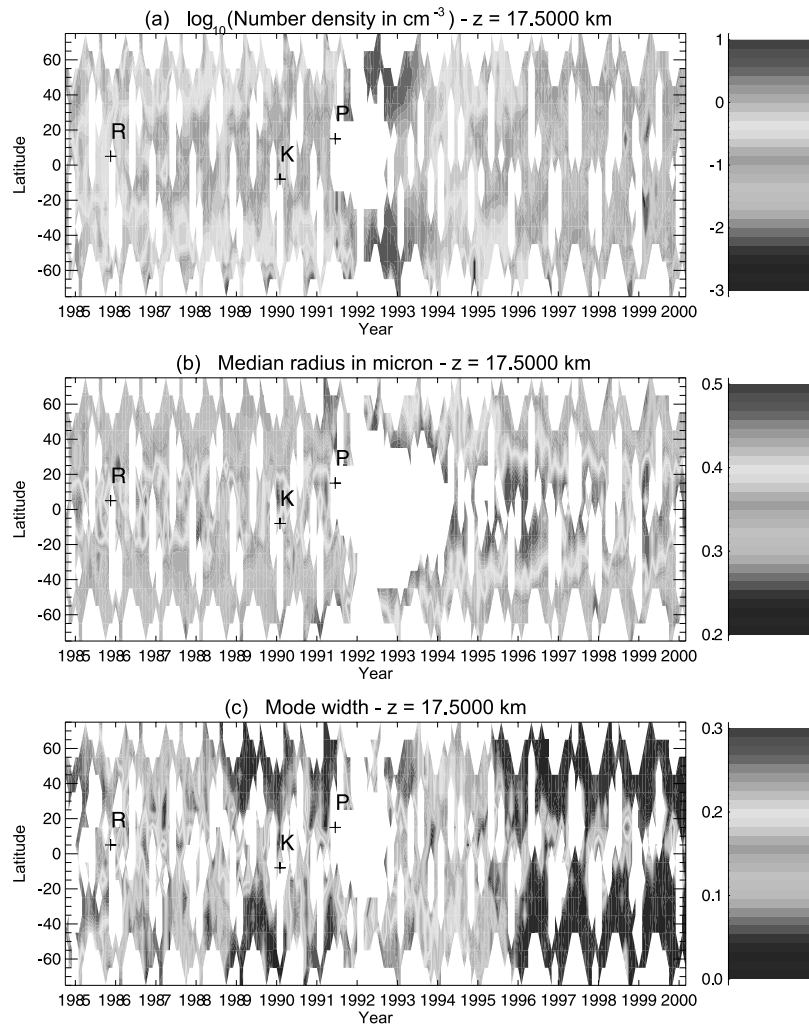 (a) log10(Number density in cm-3) - z = 17.5000 km
Latitude
60
40
20
0
-20
-40
-60
R
K
P
1985 1986 1987 1988 1989 1990 1991 1992 1993 1994 1995 1996 1997 1998 1999 2000
Year
1
0
-1
-2
-3
(b) Median radius in micron - z = 17.5000 km
Latitude
60
40
20
0
-20
-40
-60
R
K
P
1985 1986 1987 1988 1989 1990 1991 1992 1993 1994 1995 1996 1997 1998 1999 2000
Year
0.5
0.4
0.3
0.2
(c) Mode width - z = 17.5000 km
Latitude
60
40
20
0
-20
-40
-60
R
K
P
1985 1986 1987 1988 1989 1990 1991 1992 1993 1994 1995 1996 1997 1998 1999 2000
Year
0.3
0.2
0.1
0.0